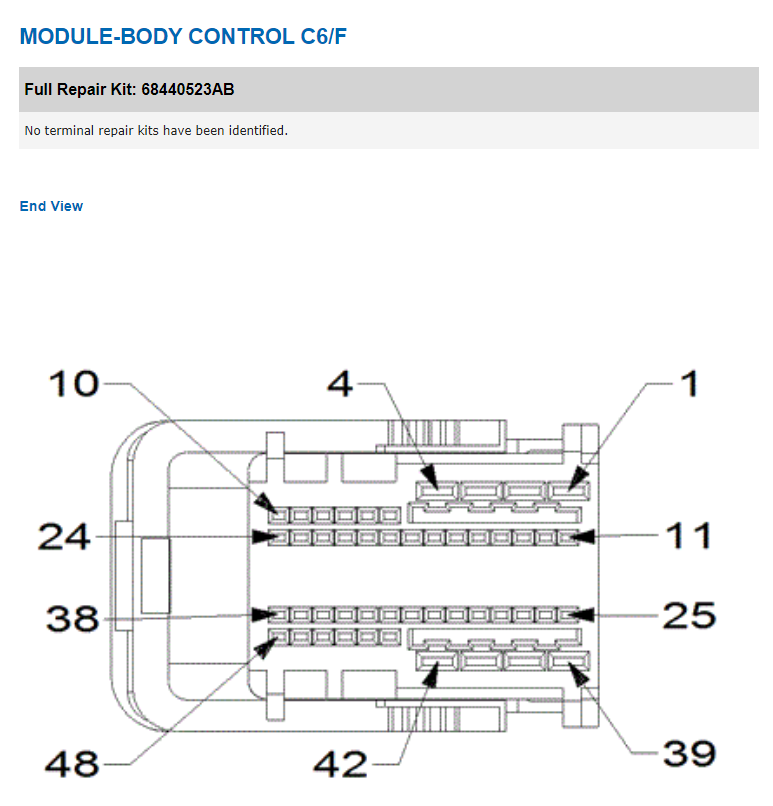 MODULE-BODY CONTROL C6/F
Full Repair Kit: 68440523AB
No terminal repair kits have been identified.
End View
10 4 1
24 11
38 25
48 42 39